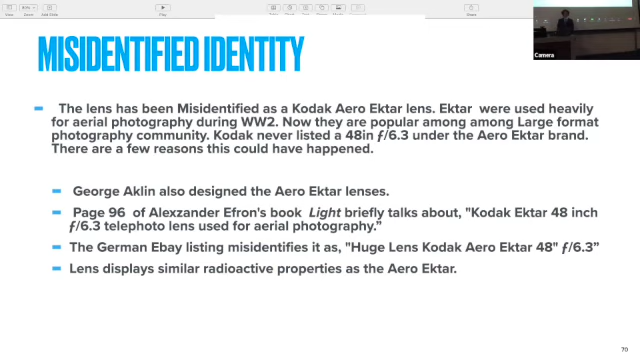 Play
Camera
MISIDENTIFIED IDENTITY
The lens has been Misidentified as a Kodak Aero Ektar lens. Ektar were used heavily
for aerial photography during WW2. Now they are popular among among Large format
photography community. Kodak never listed a 48in ƒ/6.3 under the Aero Ektar brand.
There are a few reasons this could have happened.
George Aklin also designed the Aero Ektar lenses.
Page 96 of Alexzander Efron's book Light briefly talks about, "Kodak Ektar 48 inch
ƒ/6.3 telephoto lens used for aerial photography.”
The German Ebay listing misidentifies it as, "Huge Lens Kodak Aero Ektar 48" ƒ/6.3”
Lens displays similar radioactive properties as the Aero Ektar.
70